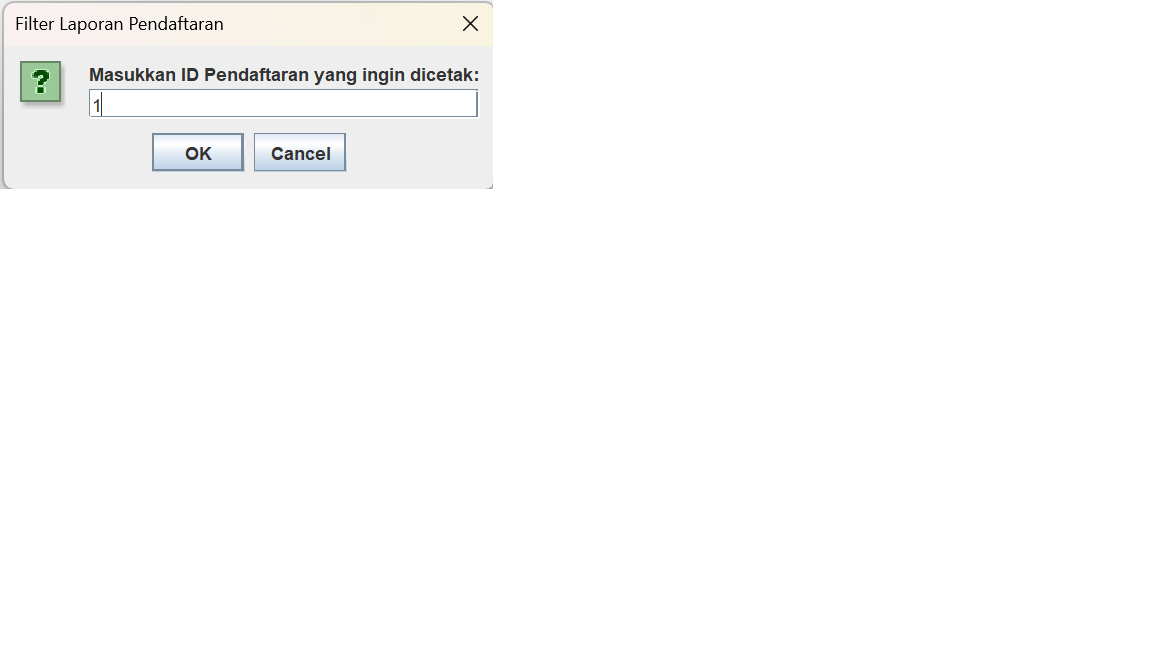 Filter Laporan Pendaftaran
Masukkan ID Pendaftaran yang ingin dicetak:
1
OK
Cancel